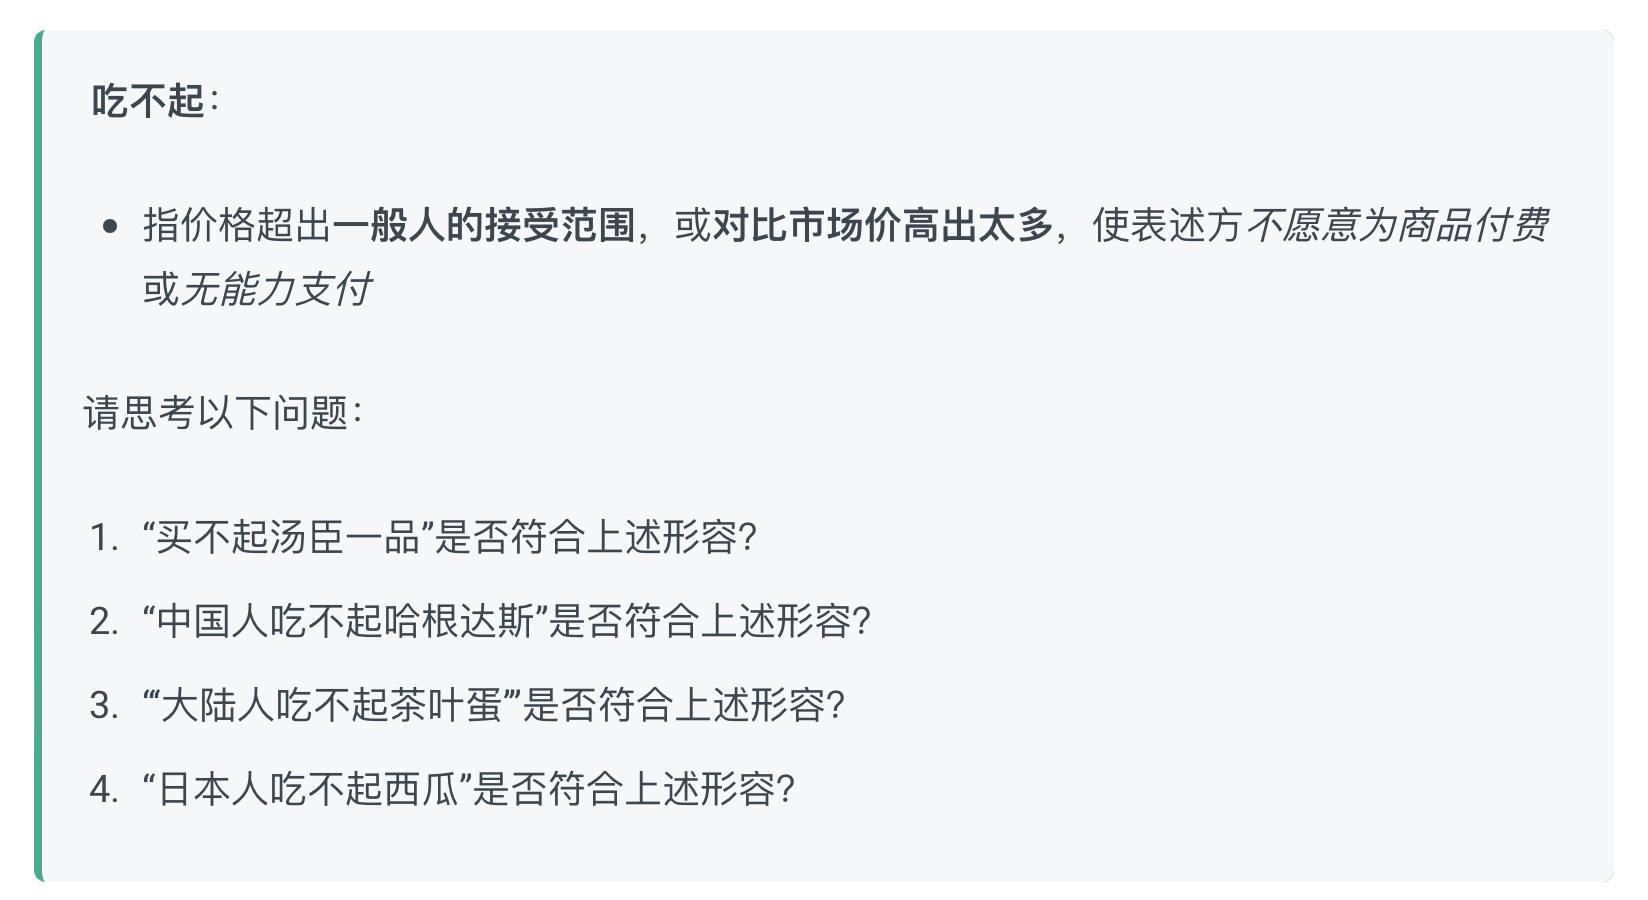 吃不起：
• 指价格超出一般人的接受范围，或对比市场价高出太多，使表述方不愿意为商品付费
或无能力支付
请思考以下问题：
1. “买不起汤臣一品”是否符合上述形容？
2. “中国人吃不起哈根达斯”是否符合上述形容？
3. “‘大陆人吃不起茶叶蛋’”是否符合上述形容？
4. “日本人吃不起西瓜”是否符合上述形容？